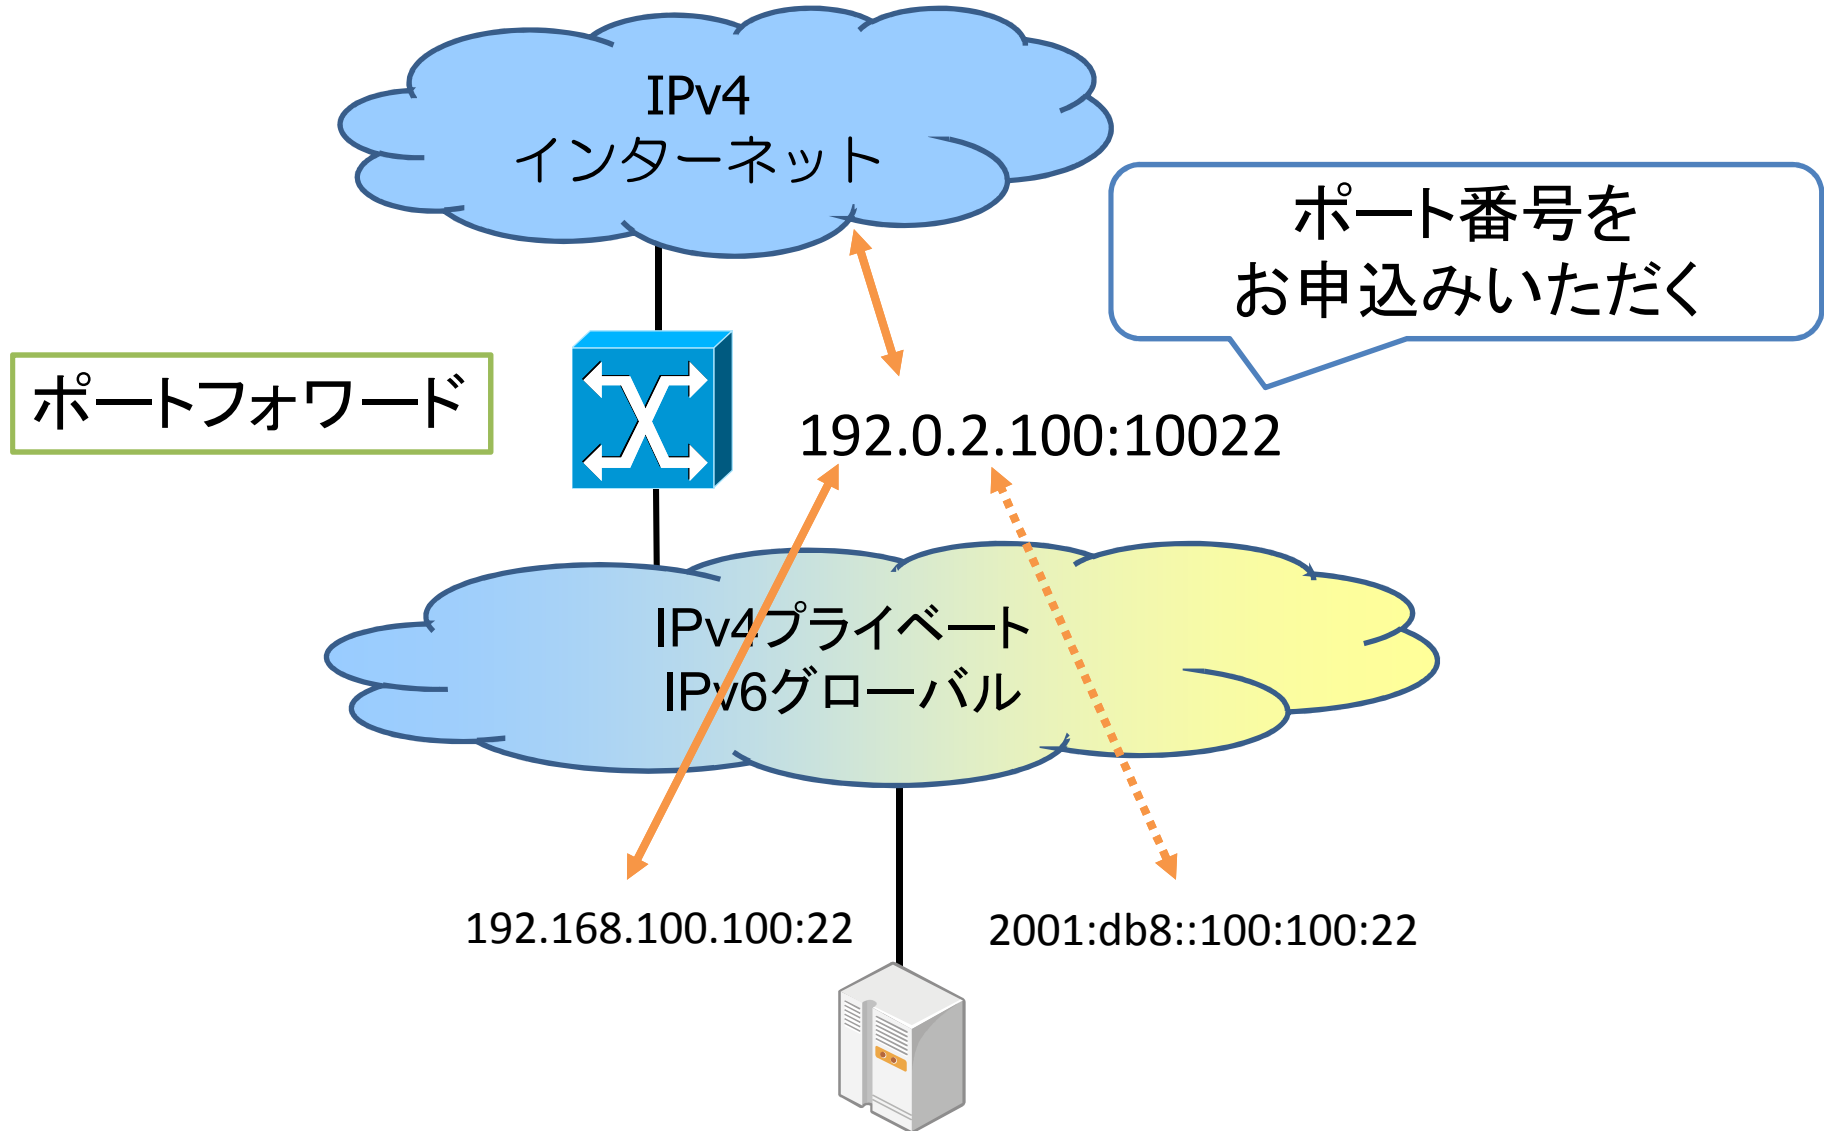 IPv4
インターネット
ポート番号を
お申込みいただく
ポートフォワード
192.0.2.100:10022
IPv4プライベート
IPv6グローバル
192.168.100.100:22
2001:db8::100:100:22